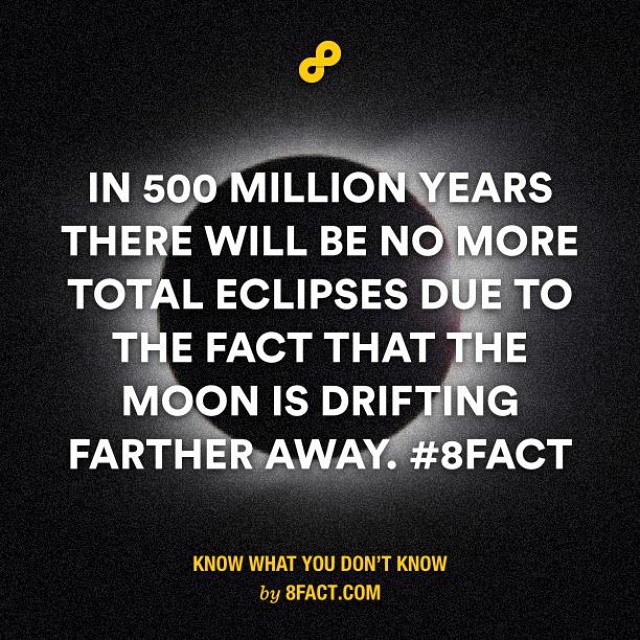 IN 500 MILLION YEARS
THERE WILL BE NO MORE
TOTAL ECLIPSES DUE TO
THE FACT THAT THE
MOON IS DRIFTING
FARTHER AWAY. #8FACT
KNOW WHAT YOU DON'T KNOW
by 8FACT.COM